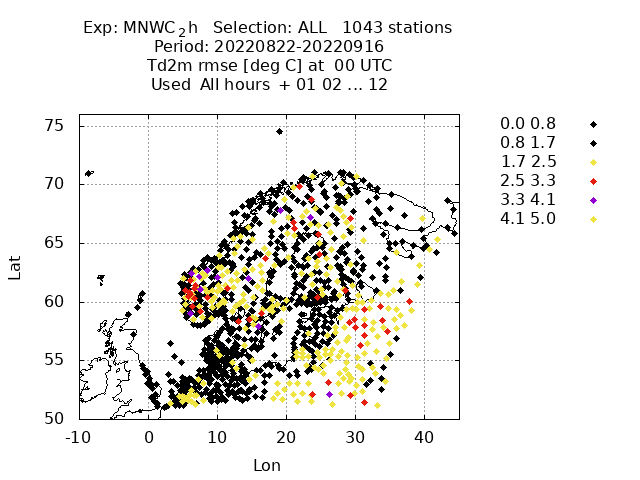 Exp: MNWC_2h Selection: ALL 1043 stations
Period: 20220822-20220916
Td2m rmse [deg C] at 00 UTC
Used All hours + 01 02 ... 12
0.0 0.8
0.8 1.7
1.7 2.5
2.5 3.3
3.3 4.1
4.1 5.0
75
70
65
60
55
50
Lat
-10 0 10 20 30 40
Lon